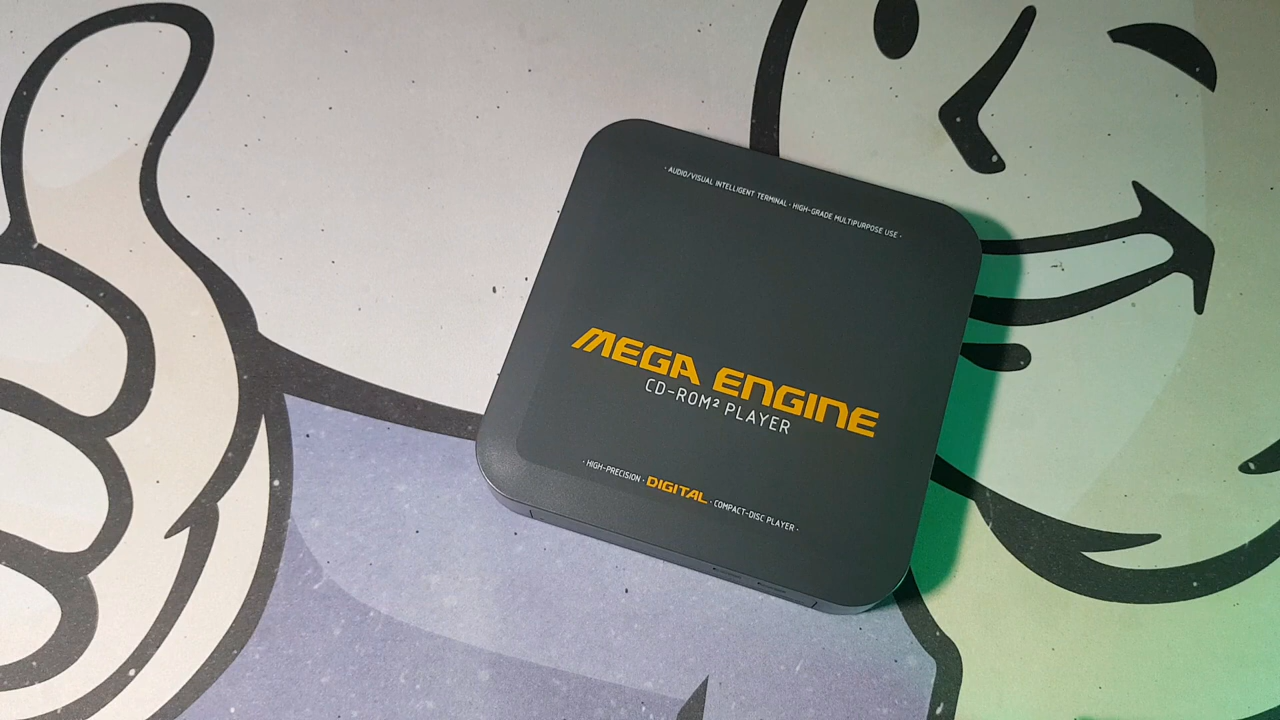 · AUDIO/VISUAL INTELLIGENT TERMINAL · HIGH-GRADE MULTIPURPOSE USE ·
MEGA ENGINE
CD-ROM² PLAYER
· HIGH-PRECISION · DIGITAL · COMPACT-DISC PLAYER ·